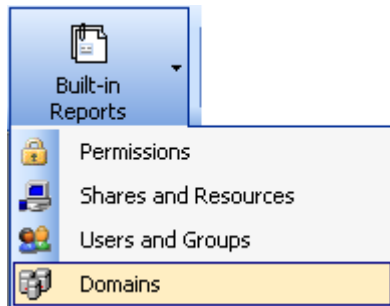 Built-in
Reports
Permissions
Shares and Resources
Users and Groups
Domains